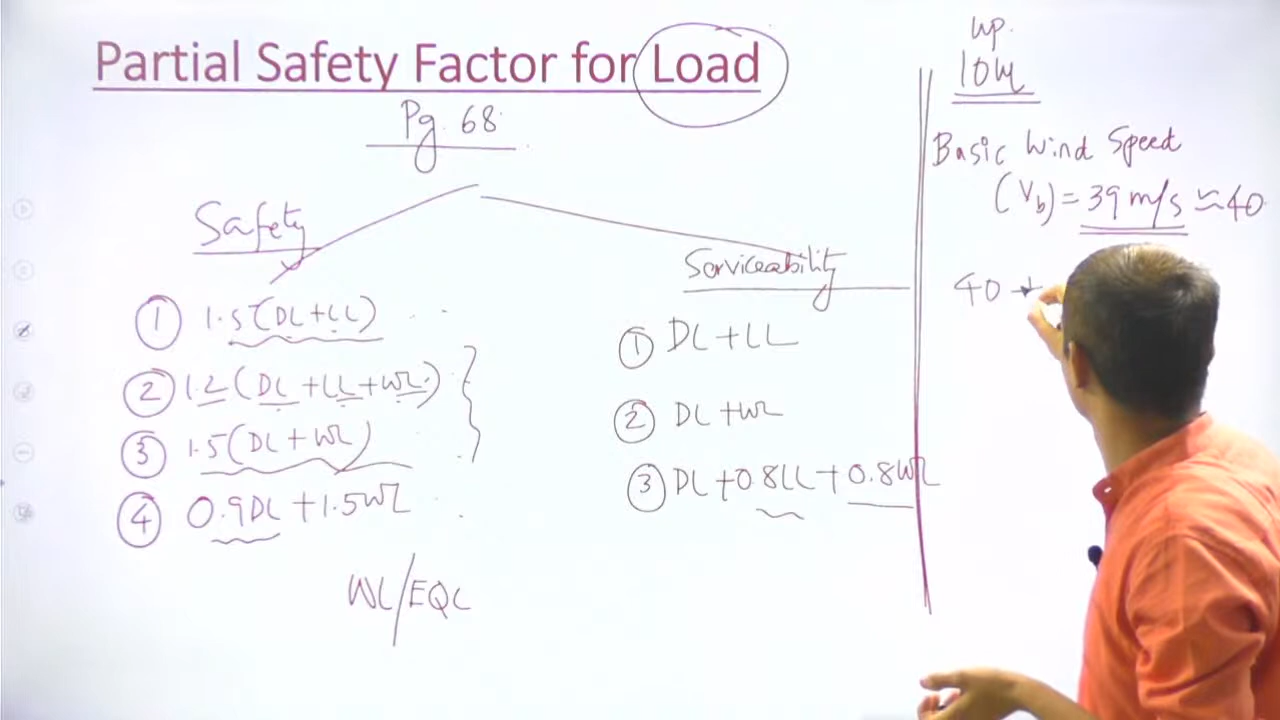 Partial Safety Factor for Load
Pg. 68
Safety
① 1.5(DL+LL)
② 1.2(DL+LL+WL)
③ 1.5(DL+WL)
④ 0.9DL+1.5WL
WL/EQL
Serviceability
① DL+LL
② DL+WL
③ DL+0.8LL+0.8WL
up.
10m
Basic Wind Speed
(Vb)=39m/s≈40
40